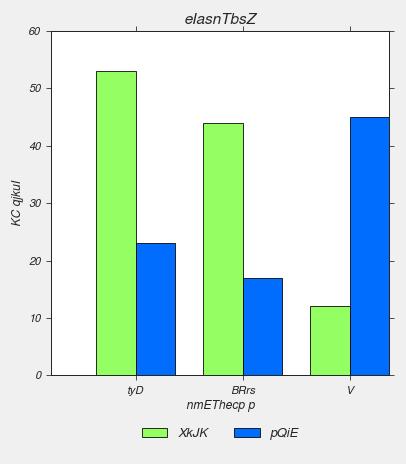 elasnTbsZ
60
50
40
30
20
10
0
KC qjkul
tyD BRrs V
nmEThecp p
XkJK pQiE